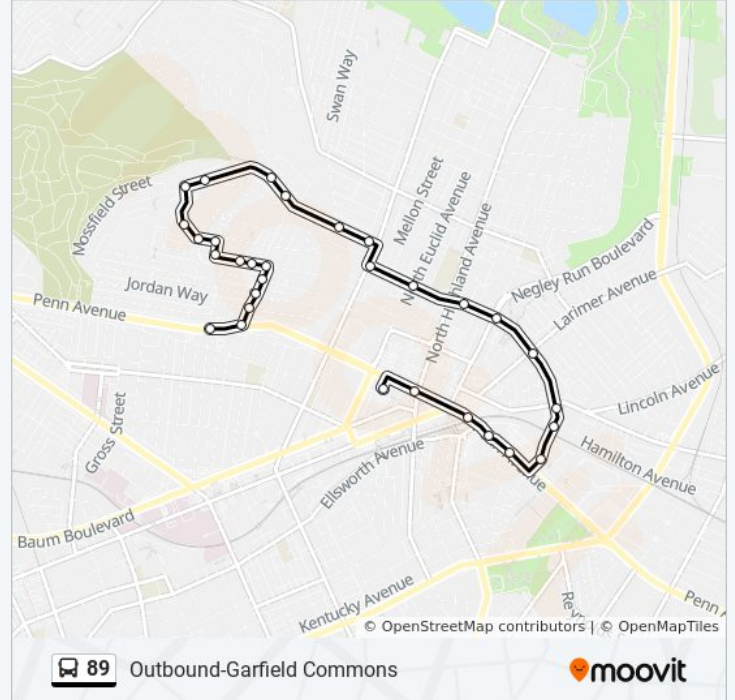 Swan Way
Mellon Street
Mossfield Street
North Euclid Avenue
North Highland Avenue
Negley Run Boulevard
Jordan Way
Larimer Avenue
Penn Avenue
Lincoln Avenue
Gross Street
Hamilton Avenue
Ellsworth Avenue
Baum Boulevard
Kentucky Avenue
Penn A
© OpenStreetMap contributors | © OpenMapTiles
89 Outbound-Garfield Commons
moovit